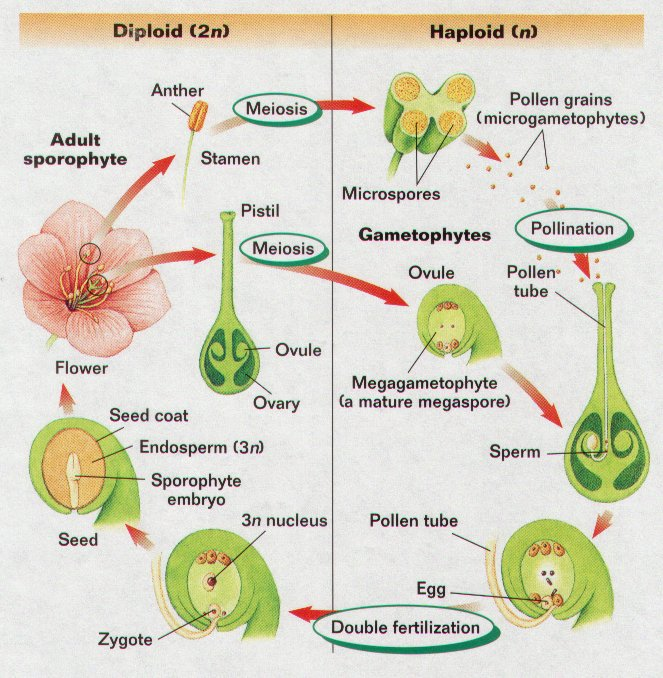 Diploid (2n)
Haploid (n)
Anther
Meiosis
Pollen grains
(microgametophytes)
Adult
sporophyte
Stamen
Microspores
Pistil
Meiosis
Gametophytes
Pollination
Ovule
Pollen
tube
Ovule
Flower
Megagametophyte
(a mature megaspore)
Ovary
Seed coat
Endosperm (3n)
Sperm
Sporophyte
embryo
3n nucleus
Pollen tube
Seed
Egg
Zygote
Double fertilization